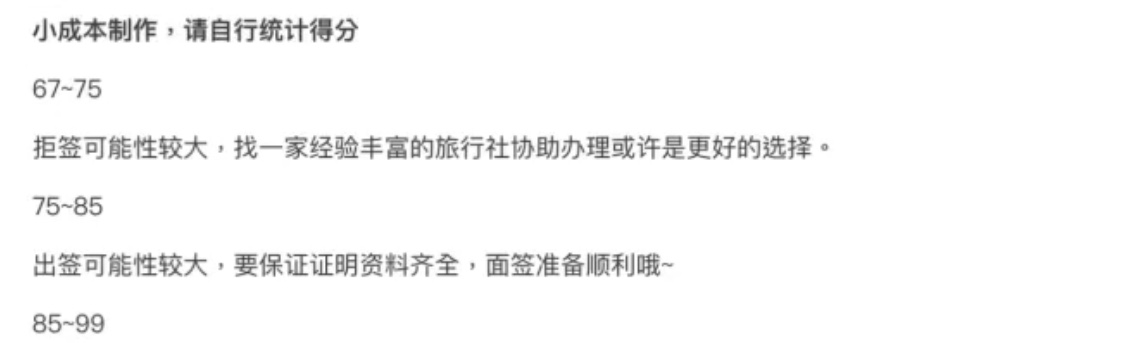 小成本制作，请自行统计得分
67~75
拒签可能性较大，找一家经验丰富的旅行社协助办理或许是更好的选择。
75~85
出签可能性较大，要保证证明资料齐全，面签准备顺利哦~
85~99